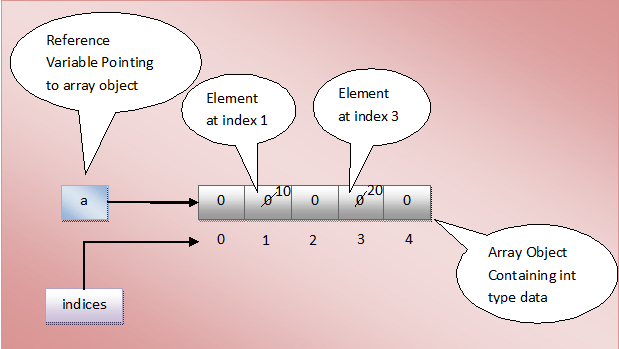 Reference
Variable Pointing
to array object
Element
at index 1
Element
at index 3
a
0 0 10 0 0 20 0
0 1 2 3 4
indices
Array Object
Containing int
type data